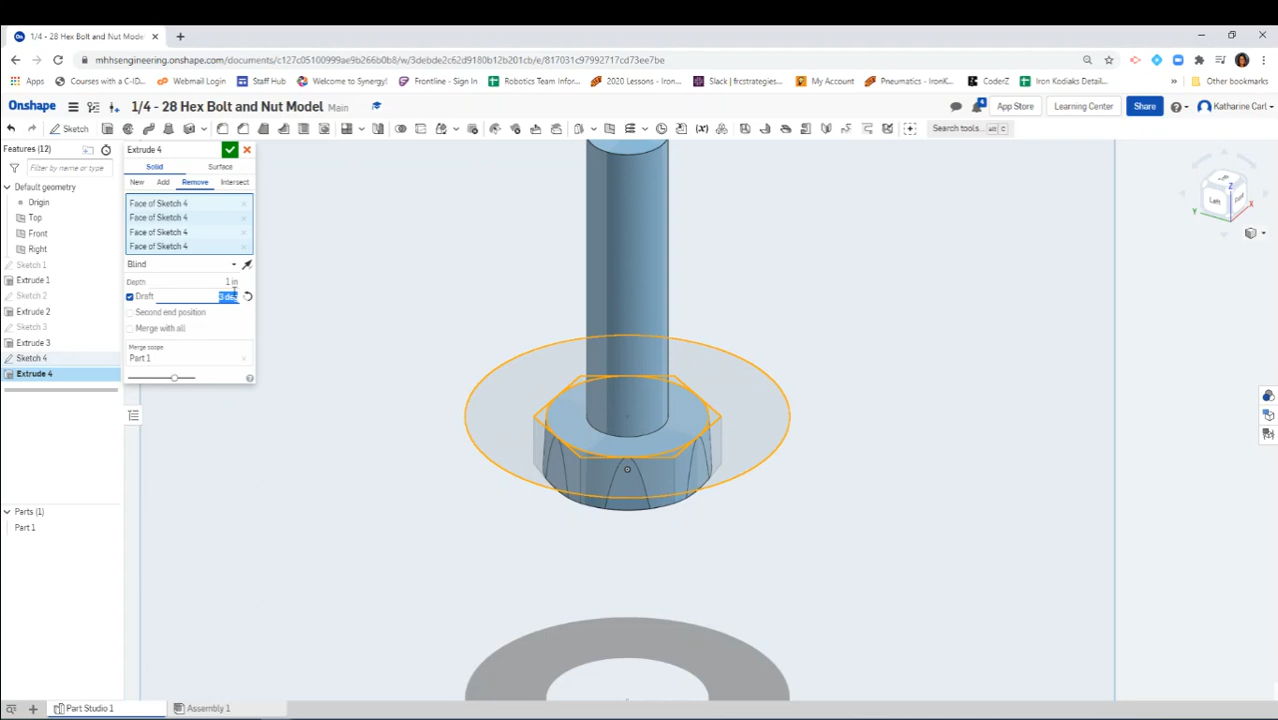 1/4 - 28 Hex Bolt and Nut Model
mhhsengineering.onshape.com/documents/c127c05100999ae9b266b0b8/w/3debde2c62d9180b12b201cb/e/817031c97992717cd73ee7be
Apps Courses with a C-ID... Webmail Login Staff Hub Welcome to Synergy! Frontline - Sign In Robotics Team Infor... 2020 Lessons - Iron... Slack | frcstrategies... My Account Pneumatics - IronK... CoderZ Iron Kodiaks Detail... » Other bookmarks
Onshape 1/4 - 28 Hex Bolt and Nut Model Main 4 App Store Learning Center Share Katharine Carl
Sketch Search tools... alt C
Features (12)
Filter by name or type
Default geometry
Origin
Top
Front
Right
Sketch 1
Extrude 1
Sketch 2
Extrude 2
Sketch 3
Extrude 3
Sketch 4
Extrude 4
Parts (1)
Part 1
Extrude 4
Solid Surface
New Add Remove Intersect
Face of Sketch 4
Face of Sketch 4
Face of Sketch 4
Face of Sketch 4
Blind
Depth 1 in
Draft 3 deg
Second end position
Merge with all
Merge scope
Part 1
Z
Left
Y X
Part Studio 1 Assembly 1